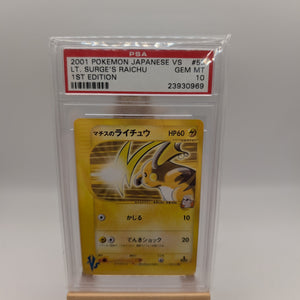 PSA
2001 POKEMON JAPANESE VS
LT. SURGE'S RAICHU GEM MT
1ST EDITION 10
23930969
マチスのライチュウ HP60
かじる 10
でんきショック 20